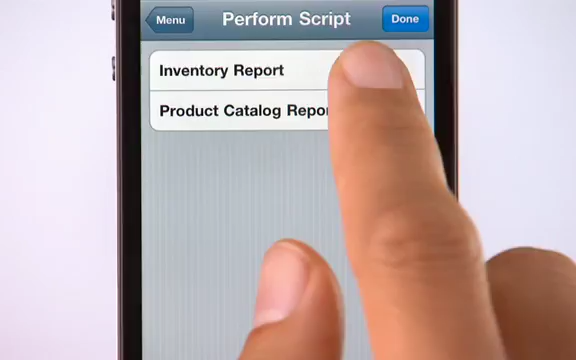 Menu
Perform Script
Done
Inventory Report
Product Catalog Repor